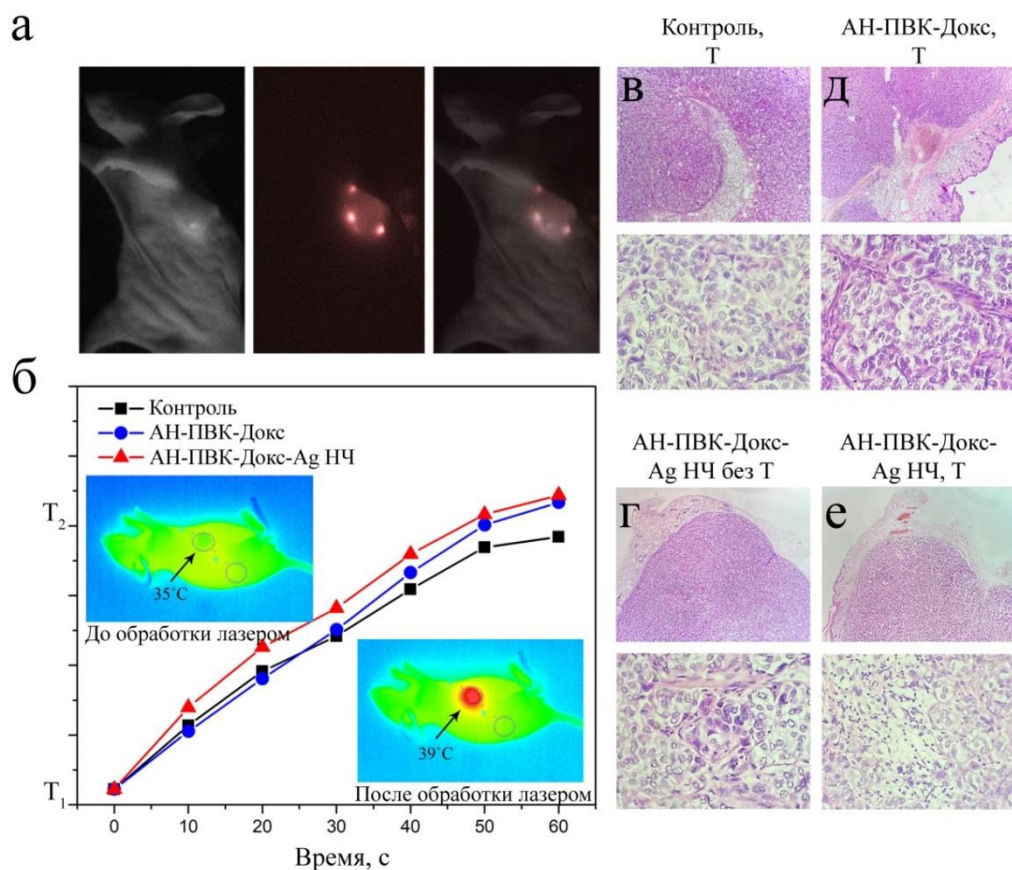 а
Контроль,
Т
АН-ПВК-Докс,
Т
в
д
б
Контроль
АН-ПВК-Докс
АН-ПВК-Докс-Ag НЧ
T2
35°C
До обработки лазером
39°C
После обработки лазером
T1
0 10 20 30 40 50 60
Время, с
АН-ПВК-Докс-
Ag НЧ без Т
АН-ПВК-Докс-
Ag НЧ, Т
г
е